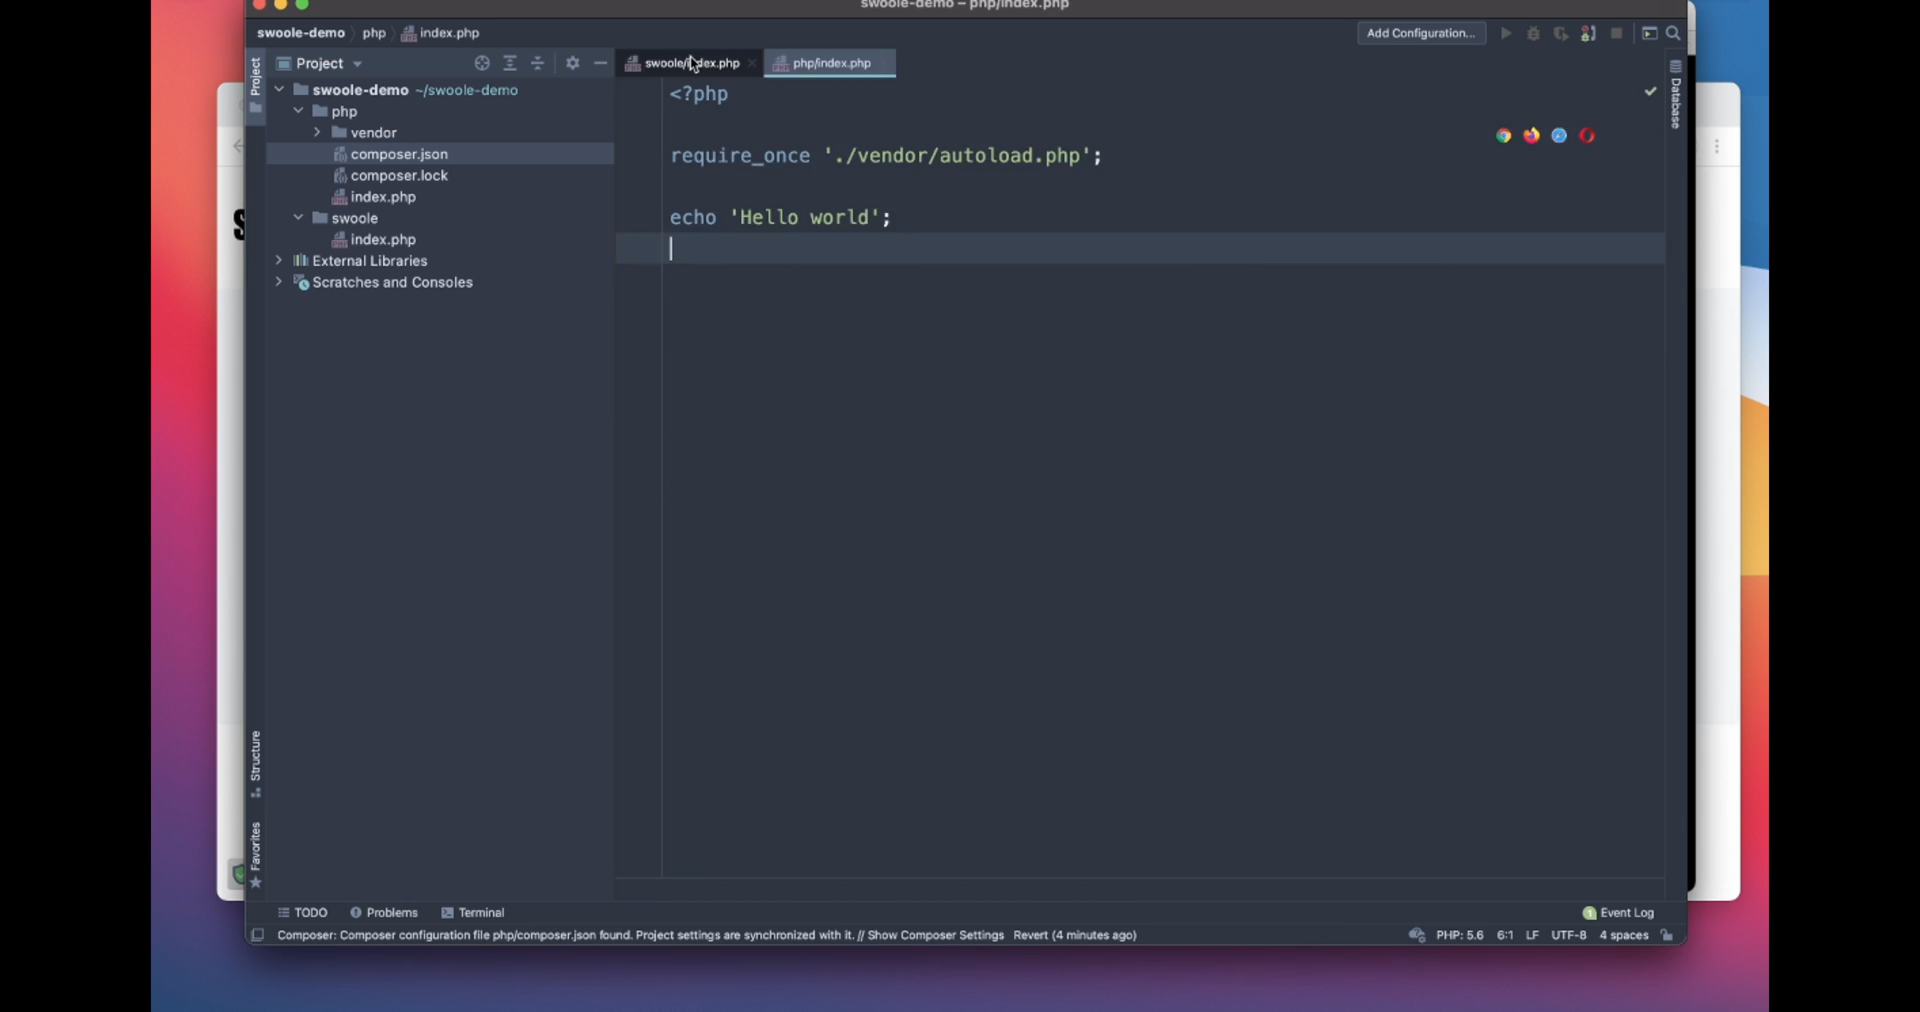 swoole-demo – php/index.php
swoole-demo php index.php
Add Configuration...
Project
Project
swoole/index.php
php/index.php
swoole-demo ~/swoole-demo
php
vendor
composer.json
composer.lock
index.php
swoole
index.php
External Libraries
Scratches and Consoles
<?php
require_once './vendor/autoload.php';
echo 'Hello world';
Database
Structure
Favorites
TODO
Problems
Terminal
1 Event Log
Composer: Composer configuration file php/composer.json found. Project settings are synchronized with it. // Show Composer Settings Revert (4 minutes ago)
PHP: 5.6 6:1 LF UTF-8 4 spaces